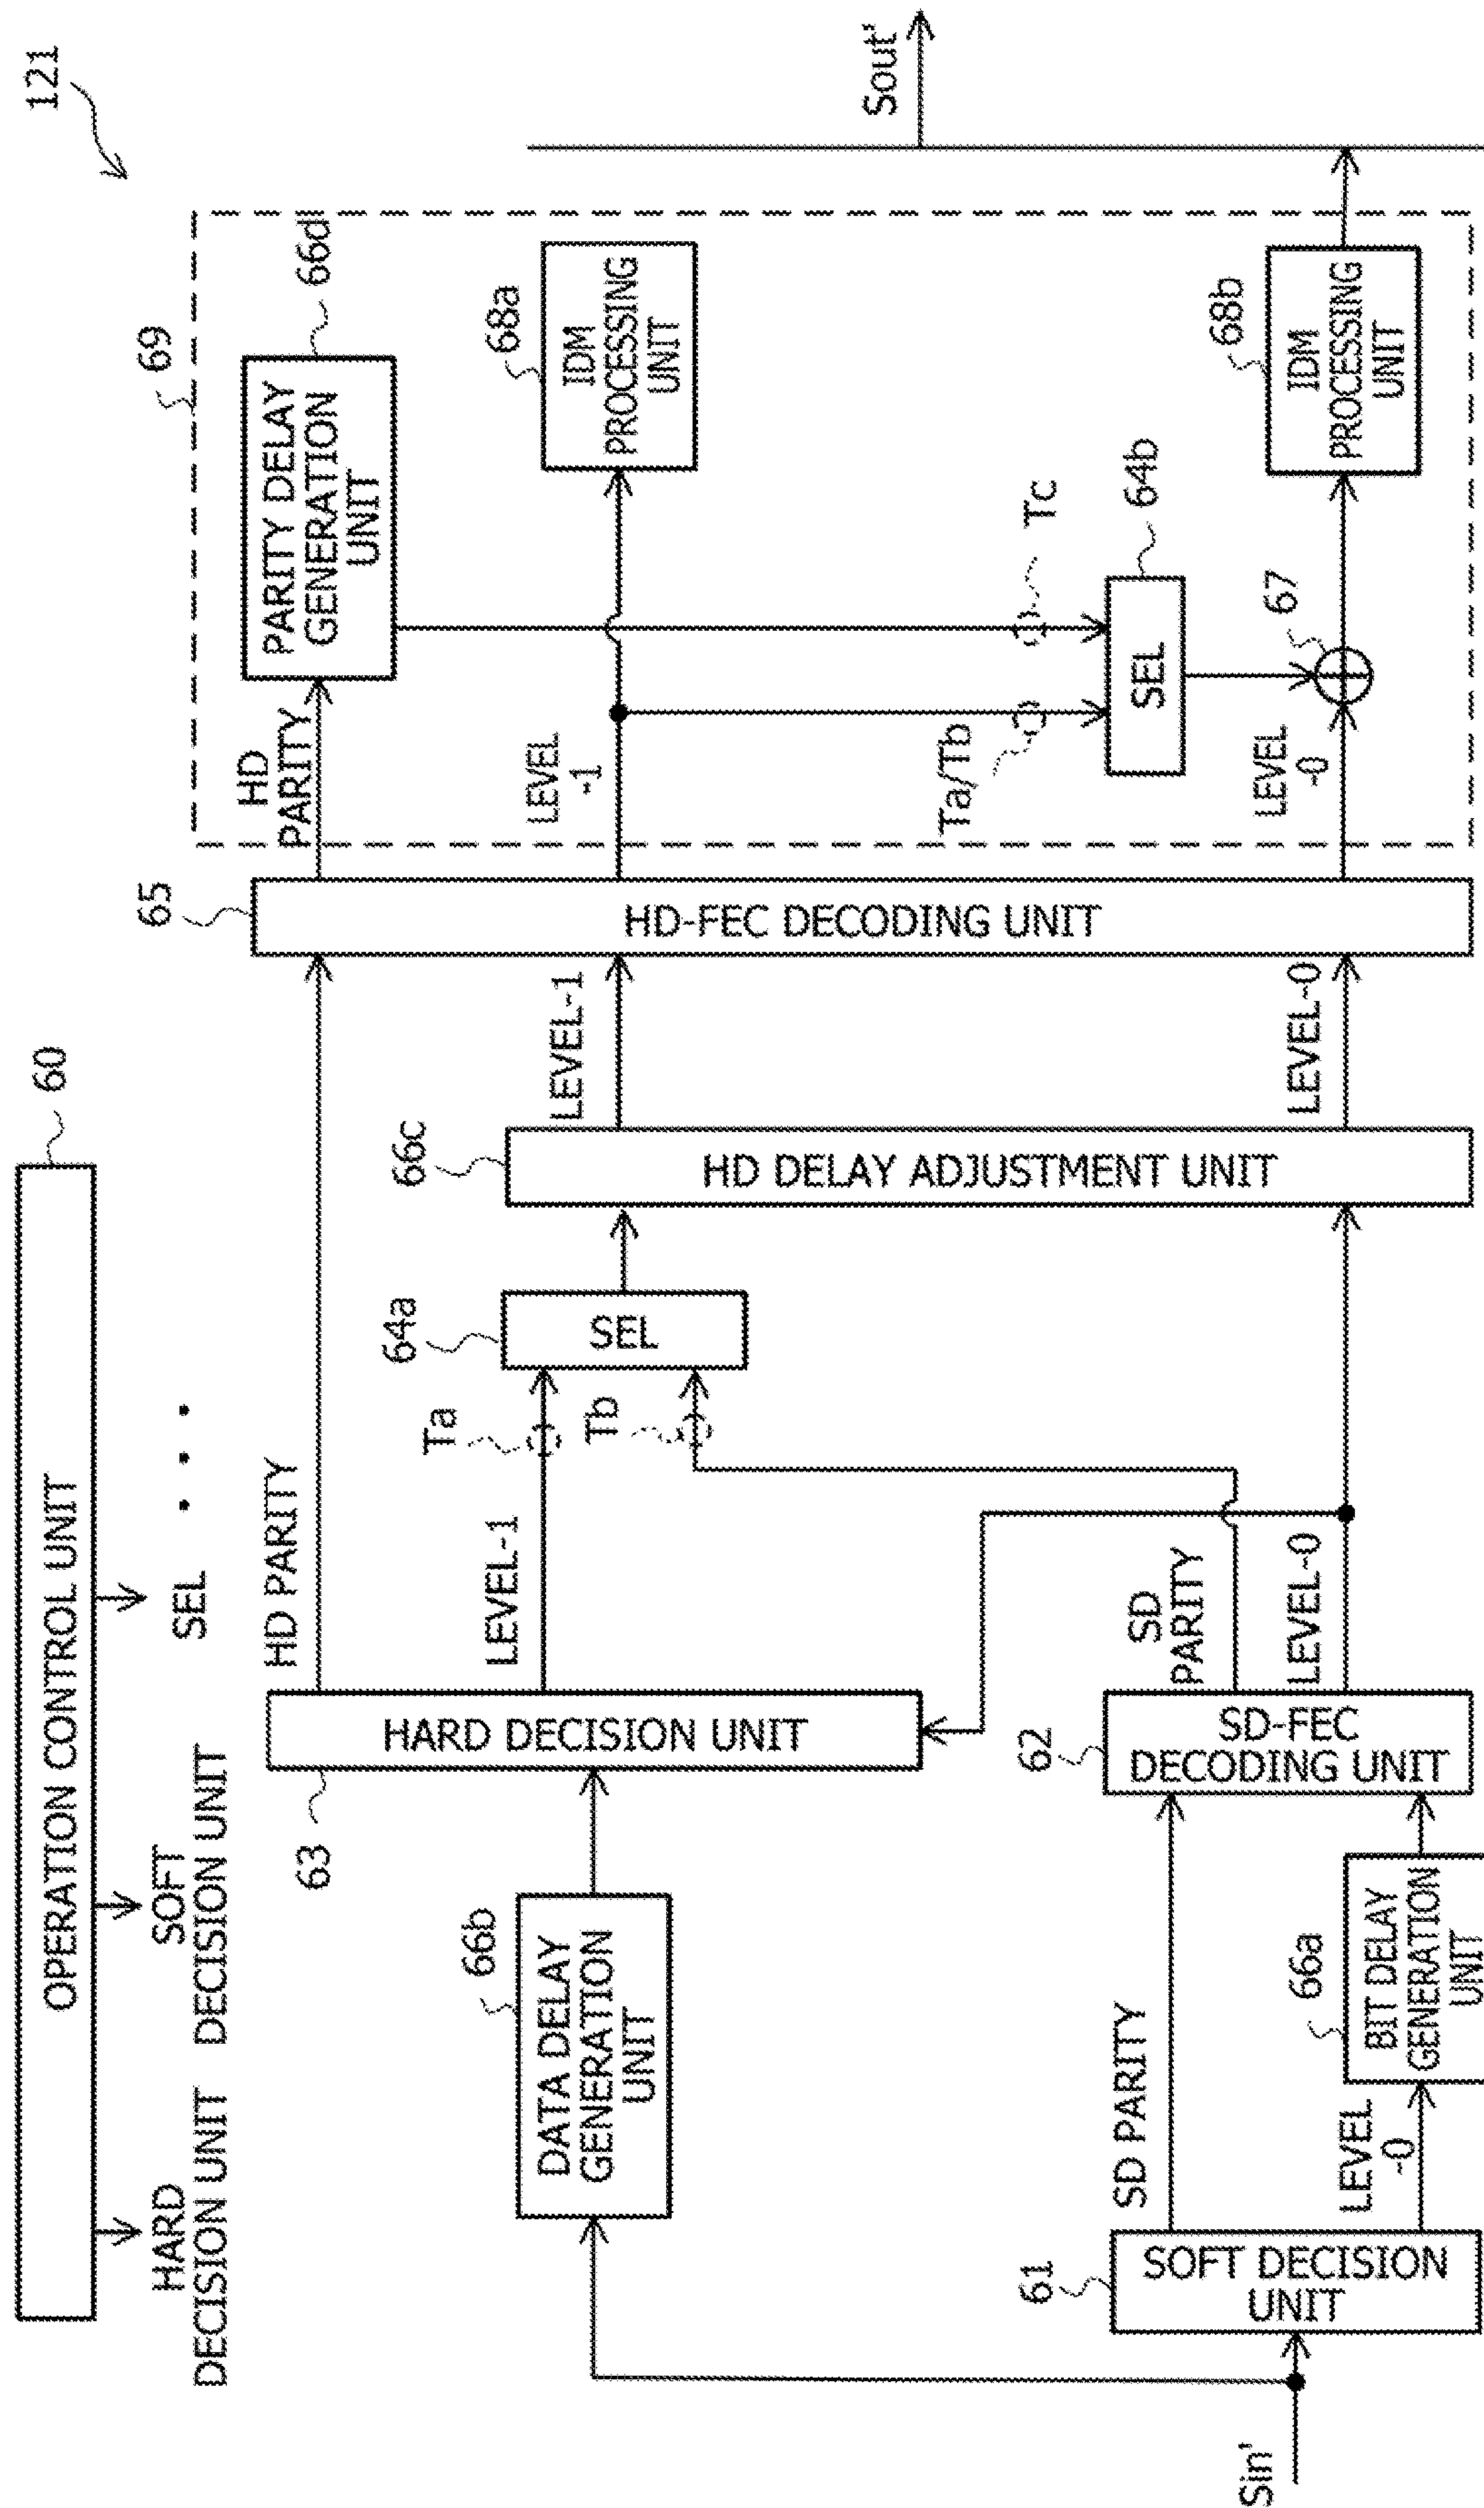 121
OPERATION CONTROL UNIT
60
HARD
DECISION UNIT
SOFT
DECISION UNIT
SEL
• • •
Sin'
61
SOFT DECISION
UNIT
SD PARITY
LEVEL
-0
66a
BIT DELAY
GENERATION
UNIT
66b
DATA DELAY
GENERATION
UNIT
62
SD-FEC
DECODING UNIT
63
HARD DECISION UNIT
SD
PARITY
LEVEL-0
HD PARITY
LEVEL-1
Ta
Tb
64a
SEL
66c
HD DELAY ADJUSTMENT UNIT
LEVEL-1
LEVEL-0
65
HD-FEC DECODING UNIT
69
HD
PARITY
LEVEL
-1
LEVEL
-0
66d
PARITY DELAY
GENERATION
UNIT
Ta/Tb
Tc
64b
SEL
67
68a
IDM
PROCESSING
UNIT
68b
IDM
PROCESSING
UNIT
Sout'